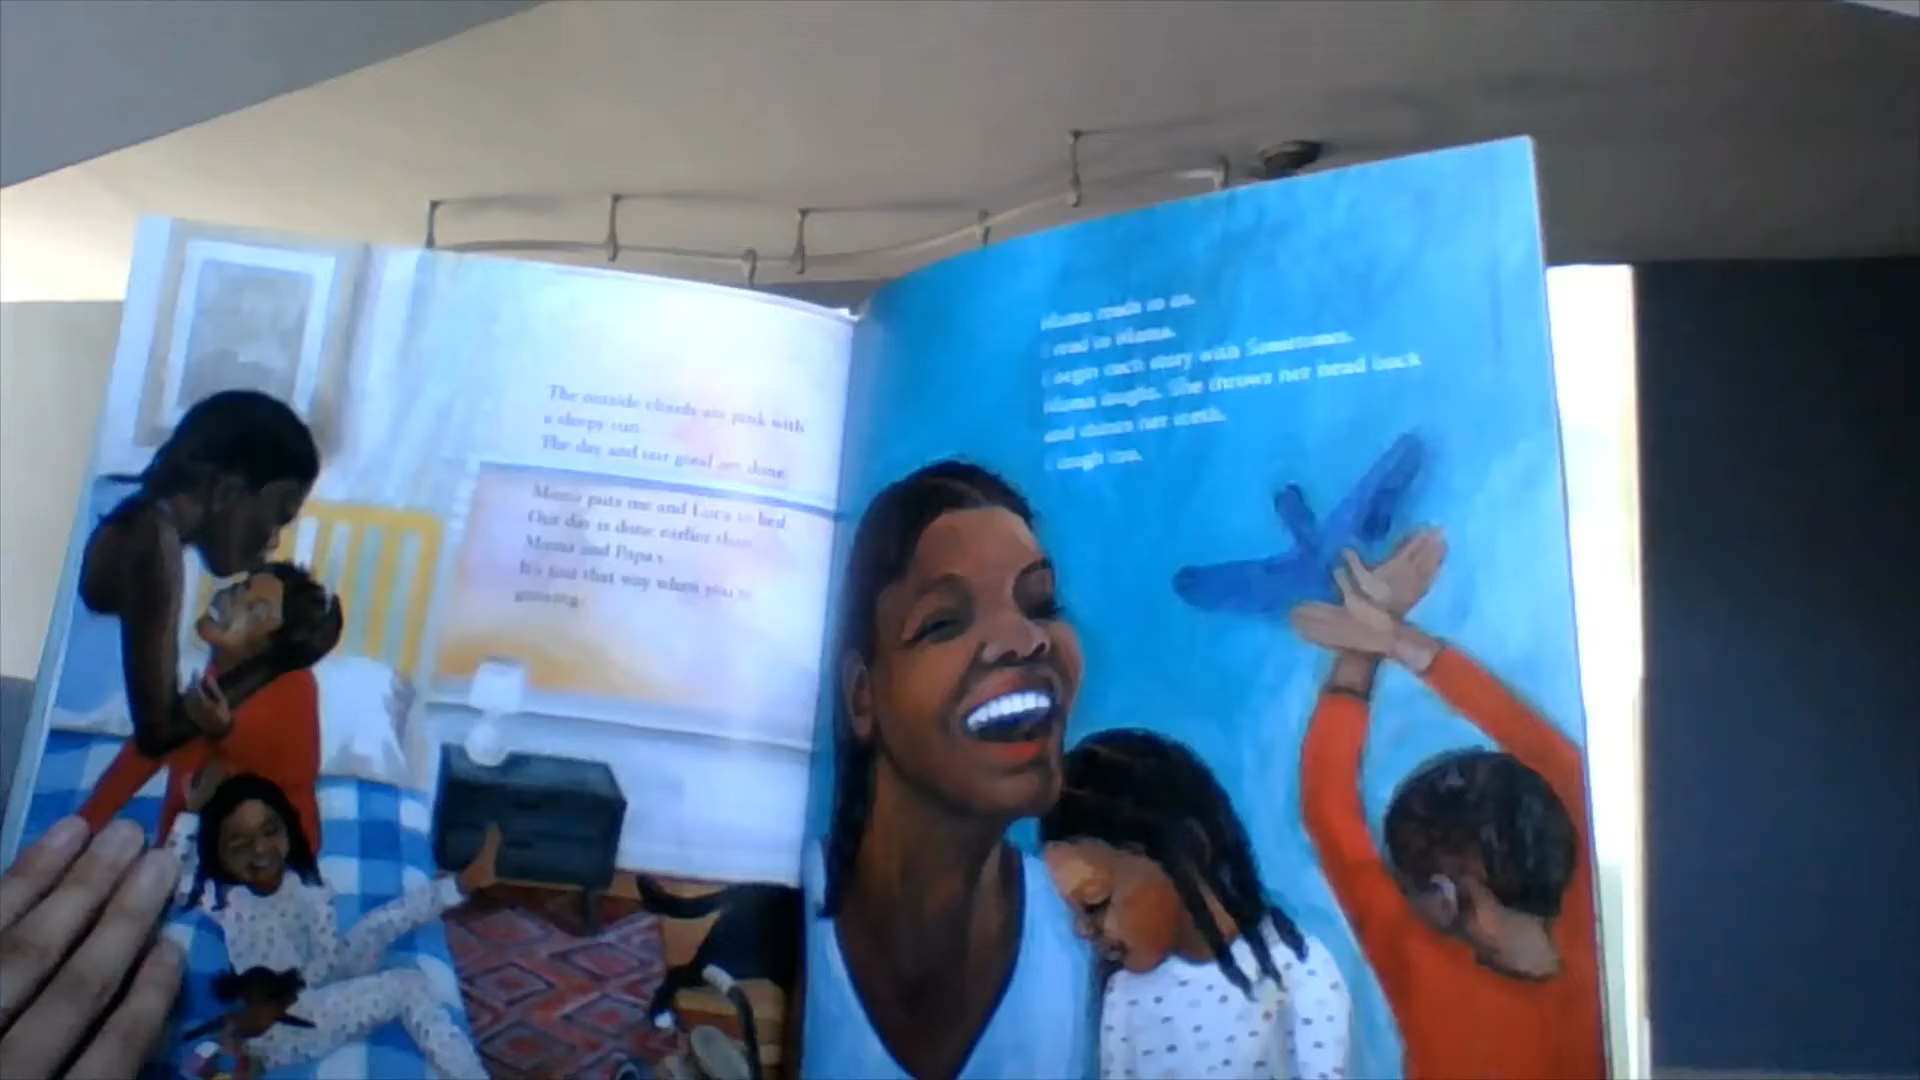 The outside clouds are pink with
a sleepy sun.
The day and our good are done.
Mama puts me and Luca to bed.
Our day is done earlier than
Mama and Papa's.
It's just that way when you're
growing.
Mama reads to us.
I read to Mama.
I begin each story with Sometimes.
Mama laughs. She throws her head back
and shines her teeth.
I laugh too.